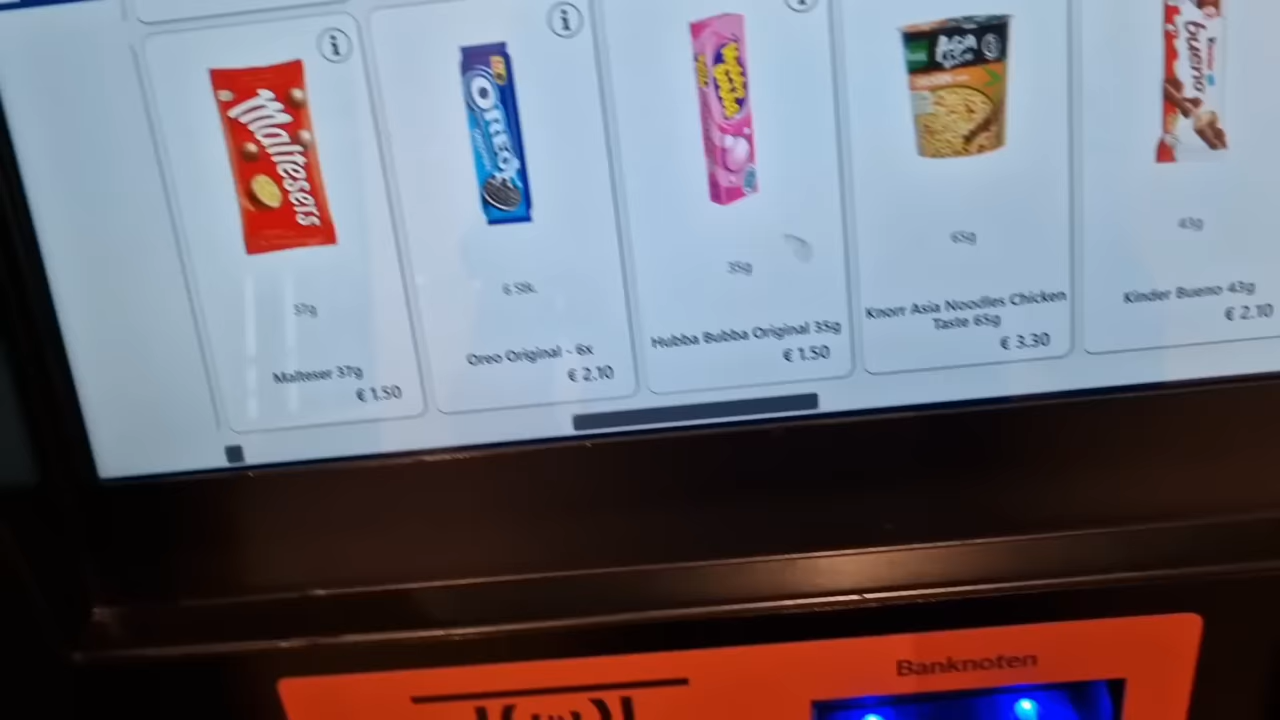 Maltesers
OREO
Hubba Bubba
ASIA
Kinder
bueno
37g
6 Stk.
35g
65g
43g
Malteser 37g
€ 1.50
Oreo Original - 6x
€ 2.10
Hubba Bubba Original 35g
€ 1.50
Knorr Asia Noodles Chicken
Taste 65g
€ 3.30
Kinder Bueno 43g
€ 2.10
Banknoten